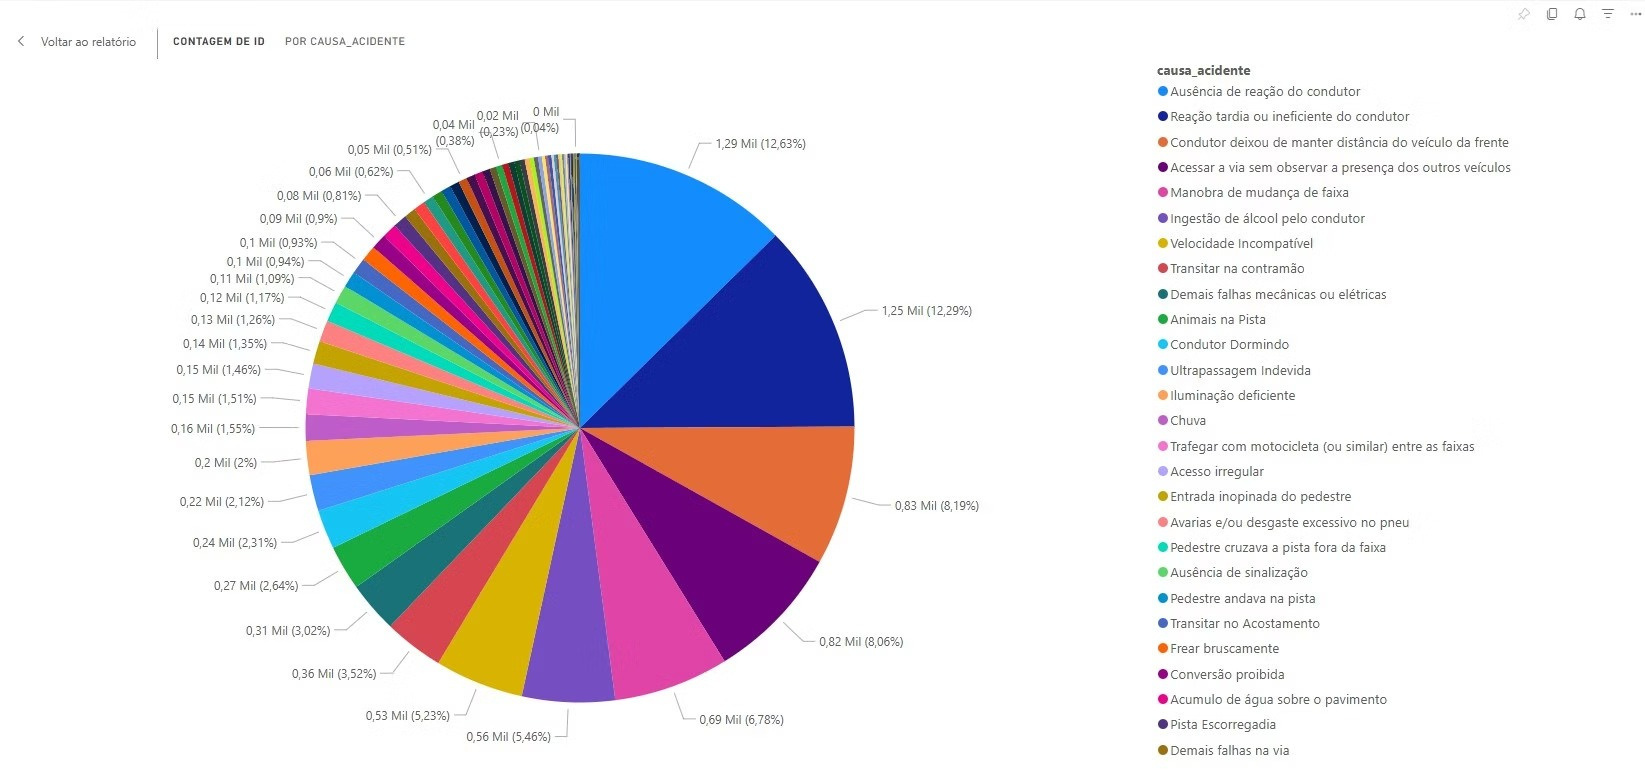 Voltar ao relatório
CONTAGEM DE ID POR CAUSA_ACIDENTE
causa_acidente
Ausência de reação do condutor
Reação tardia ou ineficiente do condutor
Condutor deixou de manter distância do veículo da frente
Acessar a via sem observar a presença dos outros veículos
Manobra de mudança de faixa
Ingestão de álcool pelo condutor
Velocidade Incompatível
Transitar na contramão
Demais falhas mecânicas ou elétricas
Animais na Pista
Condutor Dormindo
Ultrapassagem Indevida
Iluminação deficiente
Chuva
Trafegar com motocicleta (ou similar) entre as faixas
Acesso irregular
Entrada inopinada do pedestre
Avarias e/ou desgaste excessivo no pneu
Pedestre cruzava a pista fora da faixa
Ausência de sinalização
Pedestre andava na pista
Transitar no Acostamento
Frear bruscamente
Conversão proibida
Acumulo de água sobre o pavimento
Pista Escorregadia
Demais falhas na via
1,29 Mil (12,63%)
1,25 Mil (12,29%)
0,83 Mil (8,19%)
0,82 Mil (8,06%)
0,69 Mil (6,78%)
0,56 Mil (5,46%)
0,53 Mil (5,23%)
0,36 Mil (3,52%)
0,31 Mil (3,02%)
0,27 Mil (2,64%)
0,24 Mil (2,31%)
0,22 Mil (2,12%)
0,2 Mil (2%)
0,16 Mil (1,55%)
0,15 Mil (1,51%)
0,15 Mil (1,46%)
0,14 Mil (1,35%)
0,13 Mil (1,26%)
0,12 Mil (1,17%)
0,11 Mil (1,09%)
0,1 Mil (0,94%)
0,1 Mil (0,93%)
0,09 Mil (0,9%)
0,08 Mil (0,81%)
0,06 Mil (0,62%)
0,05 Mil (0,51%)
0,04 Mil
(0,38%)
0,02 Mil
(0,23%)
0 Mil
(0,04%)